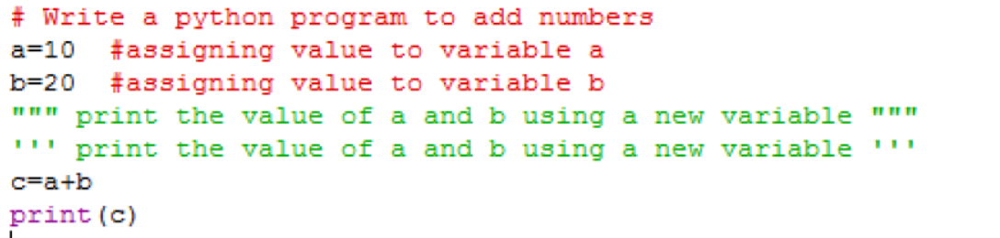 # Write a python program to add numbers
a=10  #assigning value to variable a
b=20  #assigning value to variable b
""" print the value of a and b using a new variable """
''' print the value of a and b using a new variable '''
c=a+b
print(c)